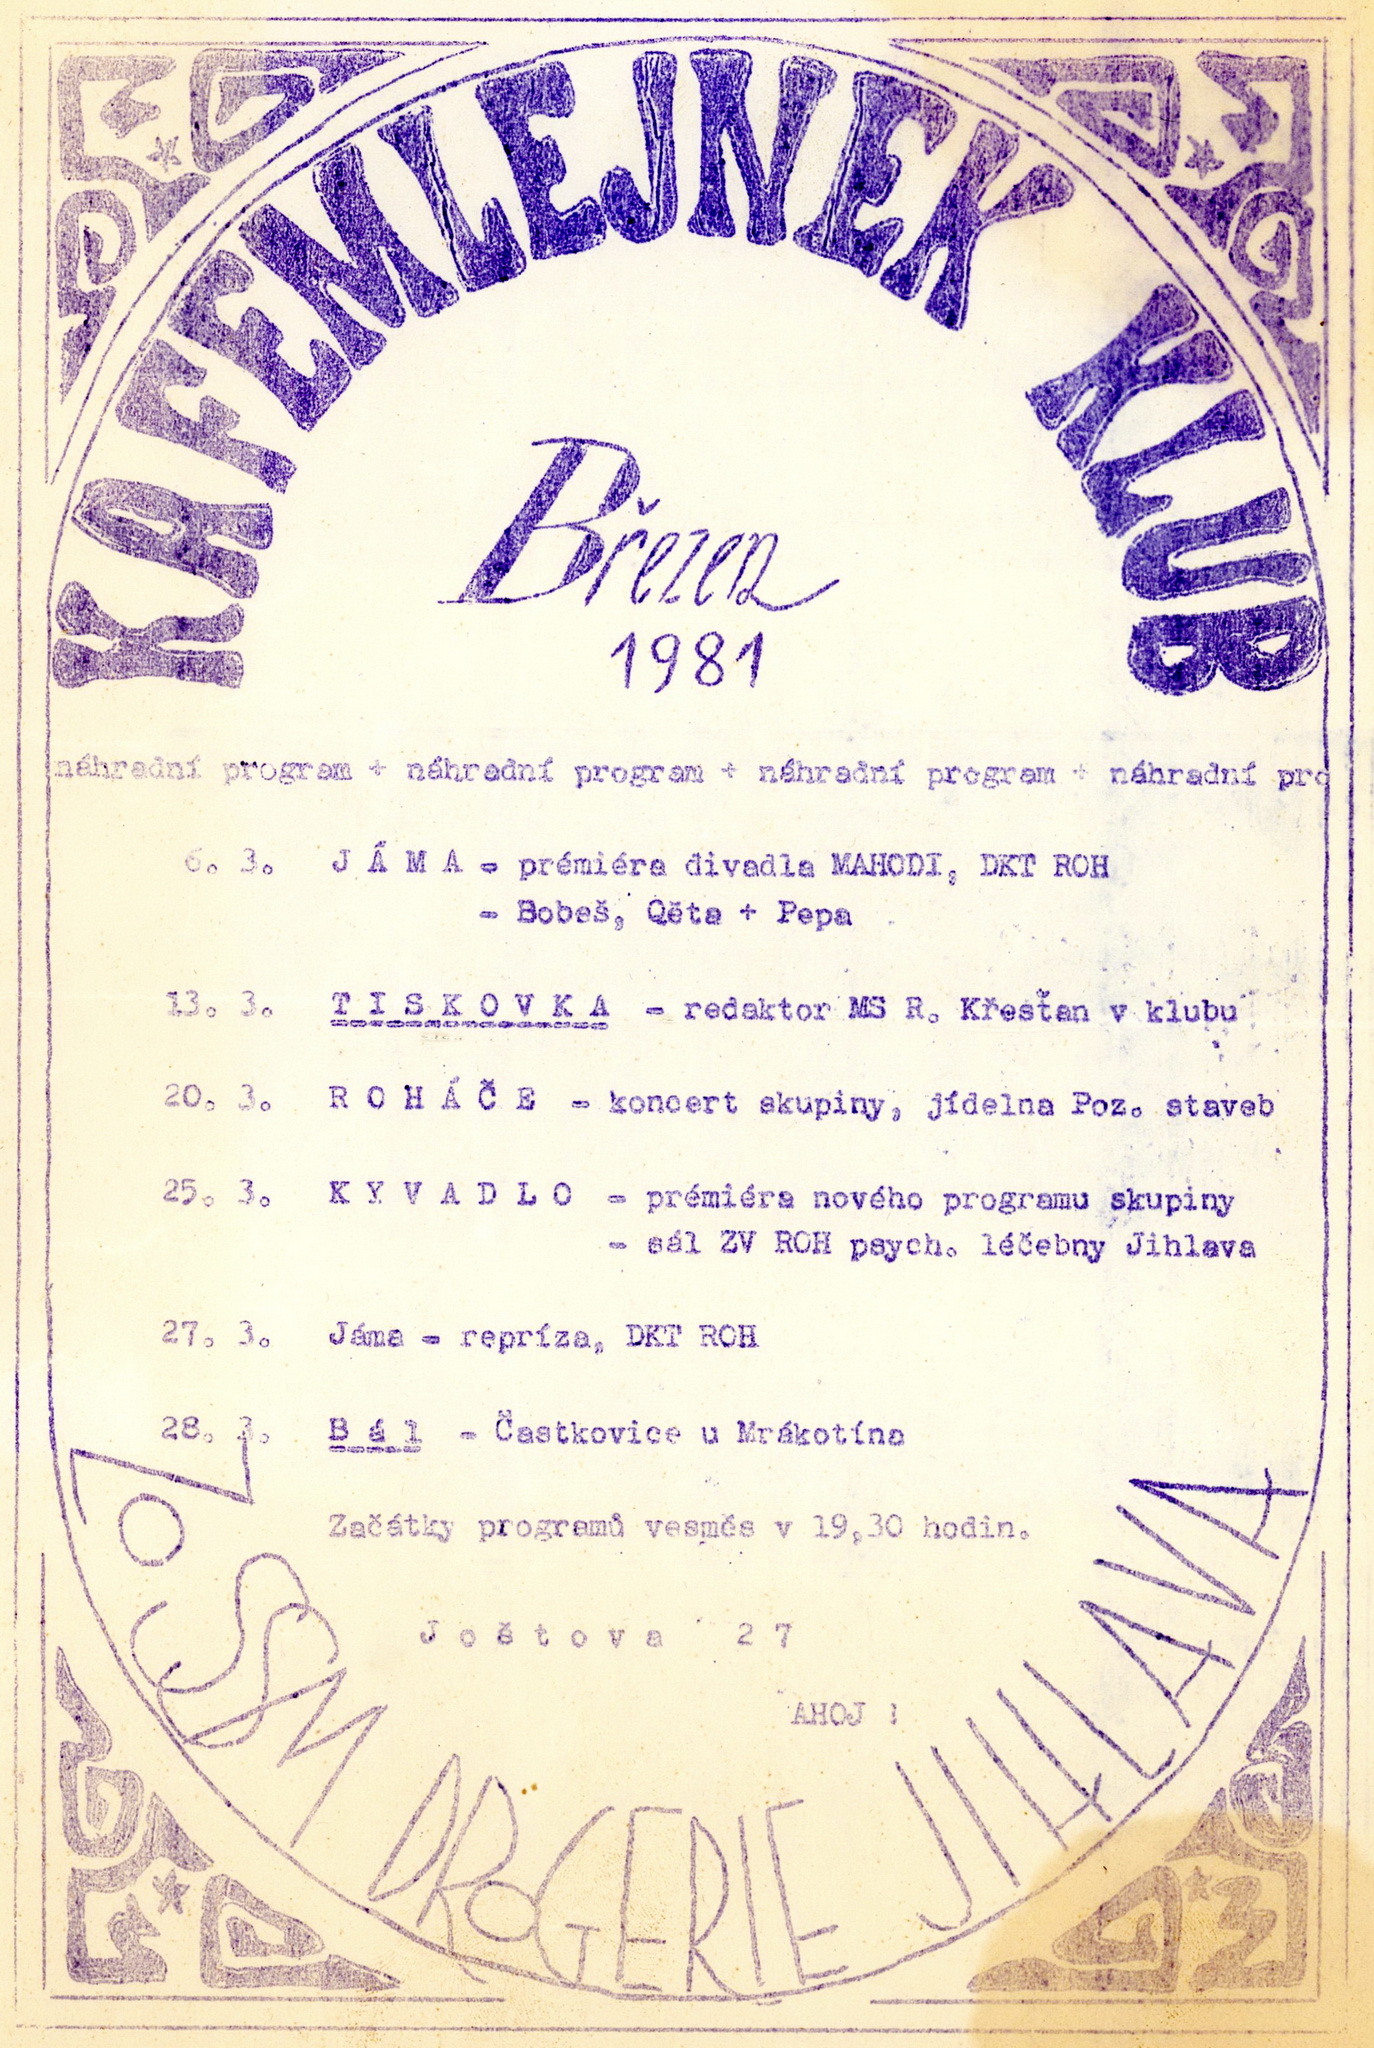 KAFEMLEJNEK KLUB
Březen
1981
náhradní program + náhradní program + náhradní program + náhradní pro
6. 3. J Á M A - prémiéra divadla MAHODI, DKT ROH
- Bobeš, Qěta + Pepa
13. 3. T I S K O V K A - redaktor MS R. Křesťan v klubu
20. 3. R O H Á Č E - koncert skupiny, jídelna Poz. staveb
25. 3. K Y V A D L O - prémiéra nového programu skupiny
- sál ZV ROH psych. léčebny Jihlava
27. 3. Jáma - repríza, DKT ROH
28. 3. B á l - Častkovice u Mrákotína
Začátky programů vesměs v 19,30 hodin.
J o š t o v a 2 7
AHOJ !
ZO SSM DROGERIE JIHLAVA